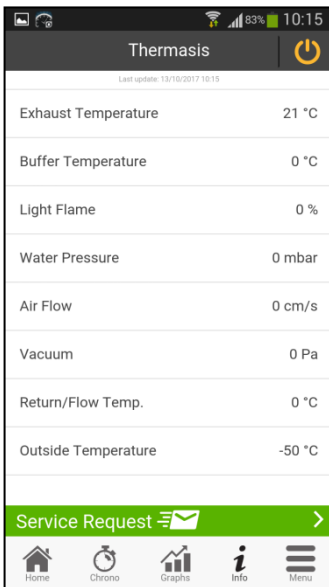 83% 10:15
Thermasis
Last update: 13/10/2017 10:15
Exhaust Temperature 21 °C
Buffer Temperature 0 °C
Light Flame 0 %
Water Pressure 0 mbar
Air Flow 0 cm/s
Vacuum 0 Pa
Return/Flow Temp. 0 °C
Outside Temperature -50 °C
Service Request
Home Chrono Graphs Info Menu